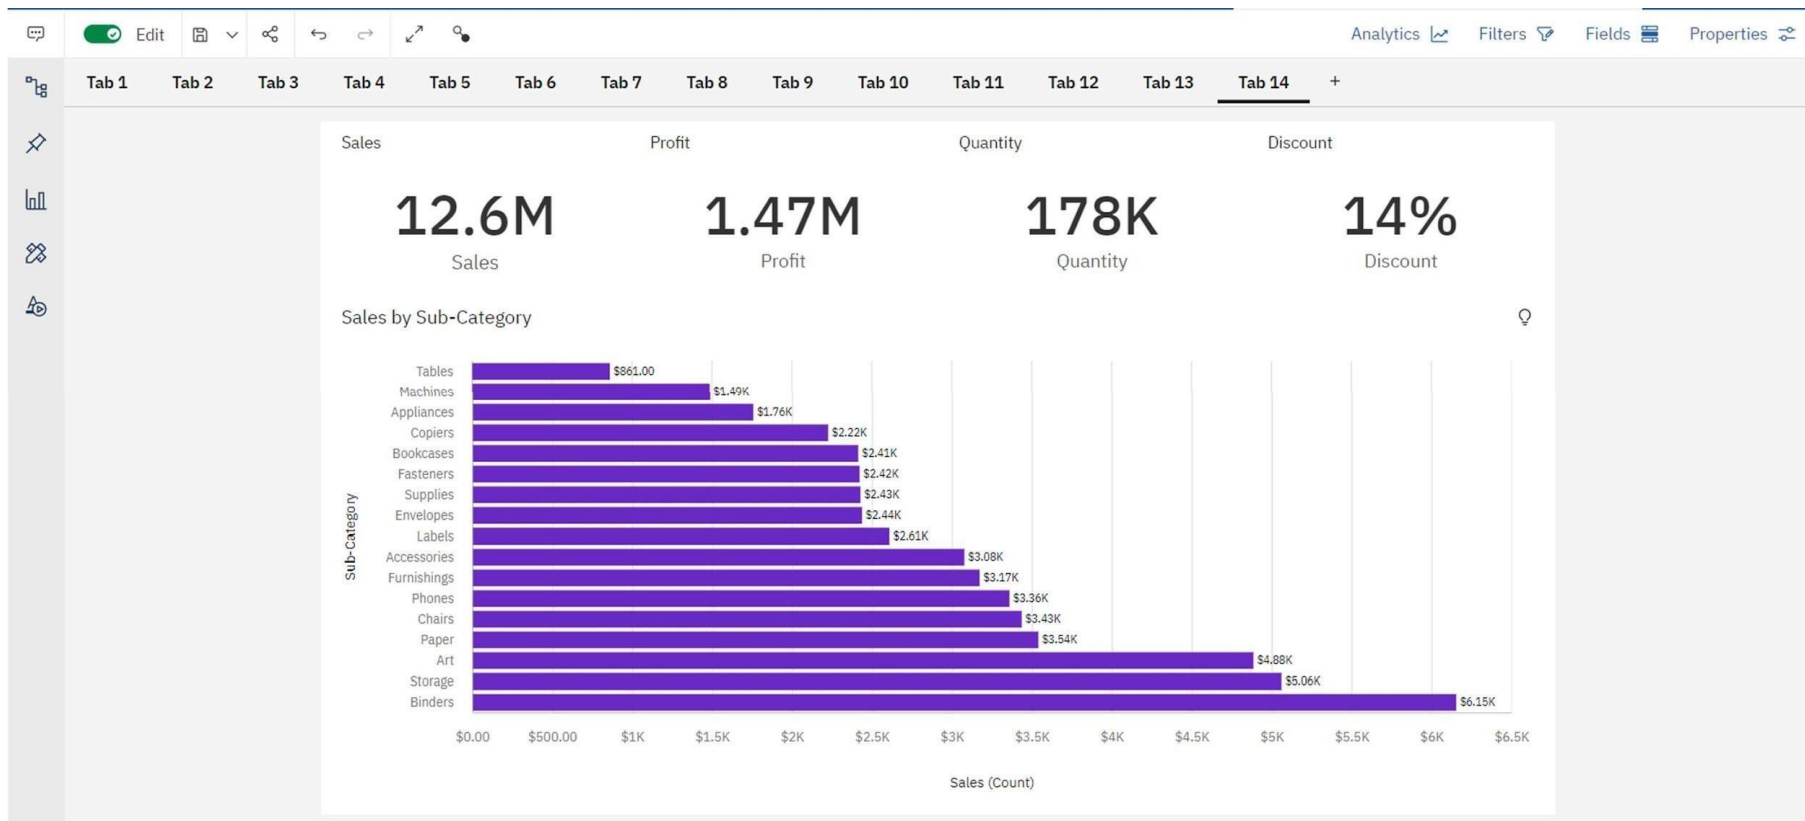 Edit
Analytics Filters Fields Properties
Tab 1 Tab 2 Tab 3 Tab 4 Tab 5 Tab 6 Tab 7 Tab 8 Tab 9 Tab 10 Tab 11 Tab 12 Tab 13 Tab 14 +
Sales Profit Quantity Discount
12.6M 1.47M 178K 14%
Sales Profit Quantity Discount
Sales by Sub-Category
Sub-Category
Tables $861.00
Machines $1.49K
Appliances $1.76K
Copiers $2.22K
Bookcases $2.41K
Fasteners $2.42K
Supplies $2.43K
Envelopes $2.44K
Labels $2.61K
Accessories $3.08K
Furnishings $3.17K
Phones $3.36K
Chairs $3.43K
Paper $3.54K
Art $4.88K
Storage $5.06K
Binders $6.15K
$0.00 $500.00 $1K $1.5K $2K $2.5K $3K $3.5K $4K $4.5K $5K $5.5K $6K $6.5K
Sales (Count)